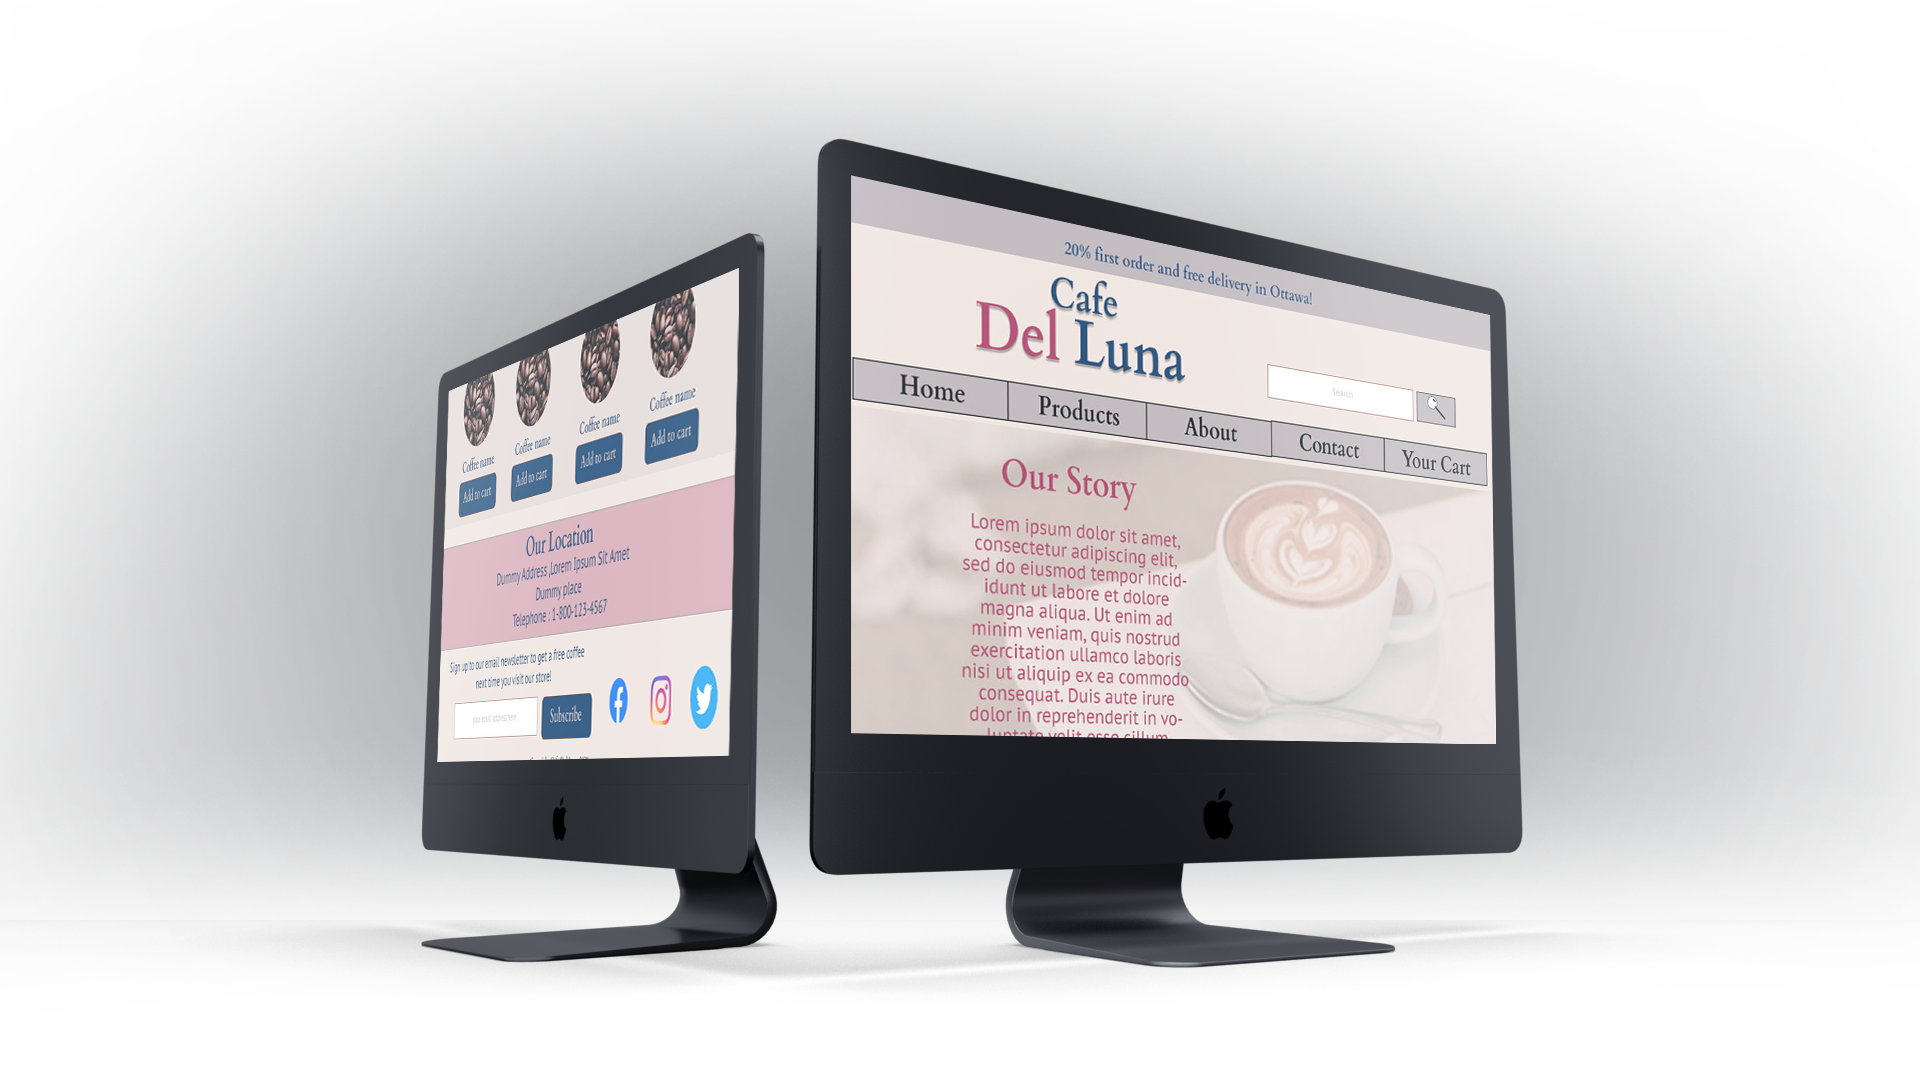 Coffee name
Coffee name
Coffee name
Coffee name
Add to cart
Add to cart
Add to cart
Add to cart
Our Location
Dummy Address ,Lorem Ipsum Sit Amet
Dummy place
Telephone : 1-800-123-4567
Sign up to our email newsletter to get a free coffee
next time you visit our store!
your email address here
Subscribe
20% first order and free delivery in Ottawa!
Cafe
Del Luna
Search
Home
Products
About
Contact
Your Cart
Our Story
Lorem ipsum dolor sit amet,
consectetur adipiscing elit,
sed do eiusmod tempor incid-
idunt ut labore et dolore
magna aliqua. Ut enim ad
minim veniam, quis nostrud
exercitation ullamco laboris
nisi ut aliquip ex ea commodo
consequat. Duis aute irure
dolor in reprehenderit in vo-
luptate velit esse cillum